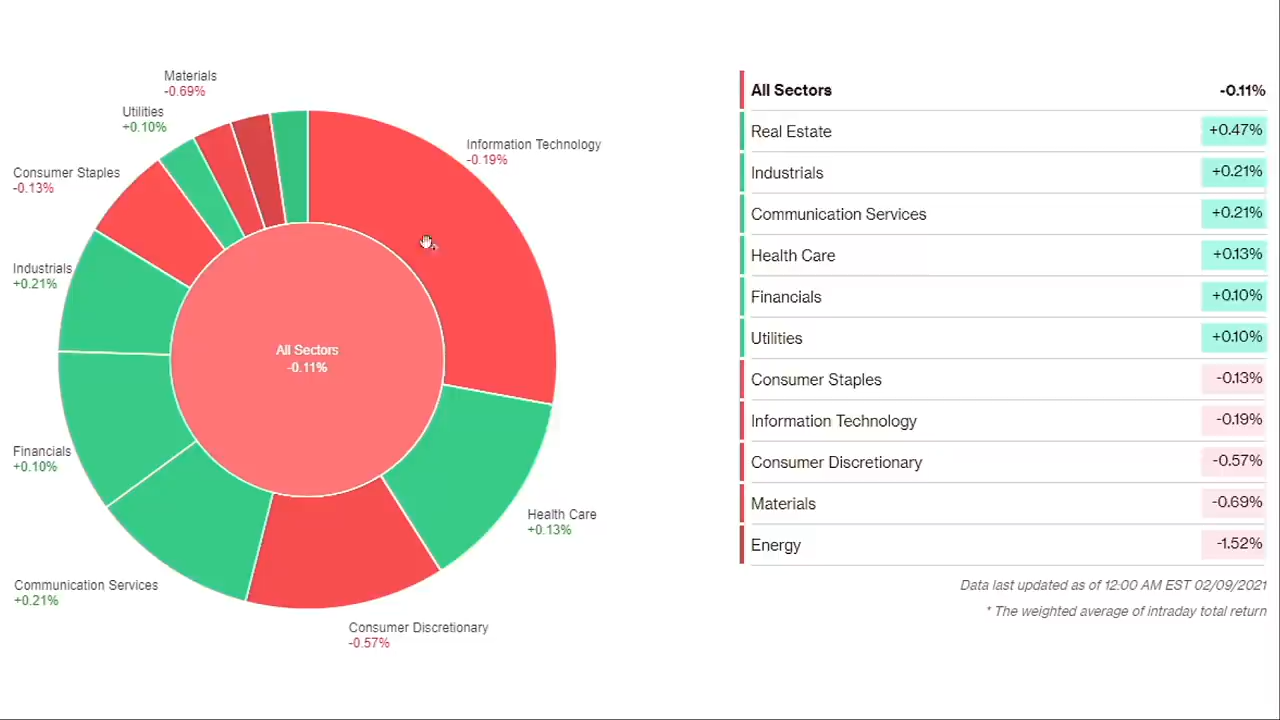 Materials
-0.69%
Utilities
+0.10%
Information Technology
-0.19%
Consumer Staples
-0.13%
Industrials
+0.21%
All Sectors
-0.11%
Financials
+0.10%
Health Care
+0.13%
Communication Services
+0.21%
Consumer Discretionary
-0.57%
All Sectors -0.11%
Real Estate +0.47%
Industrials +0.21%
Communication Services +0.21%
Health Care +0.13%
Financials +0.10%
Utilities +0.10%
Consumer Staples -0.13%
Information Technology -0.19%
Consumer Discretionary -0.57%
Materials -0.69%
Energy -1.52%
Data last updated as of 12:00 AM EST 02/09/2021
* The weighted average of intraday total return